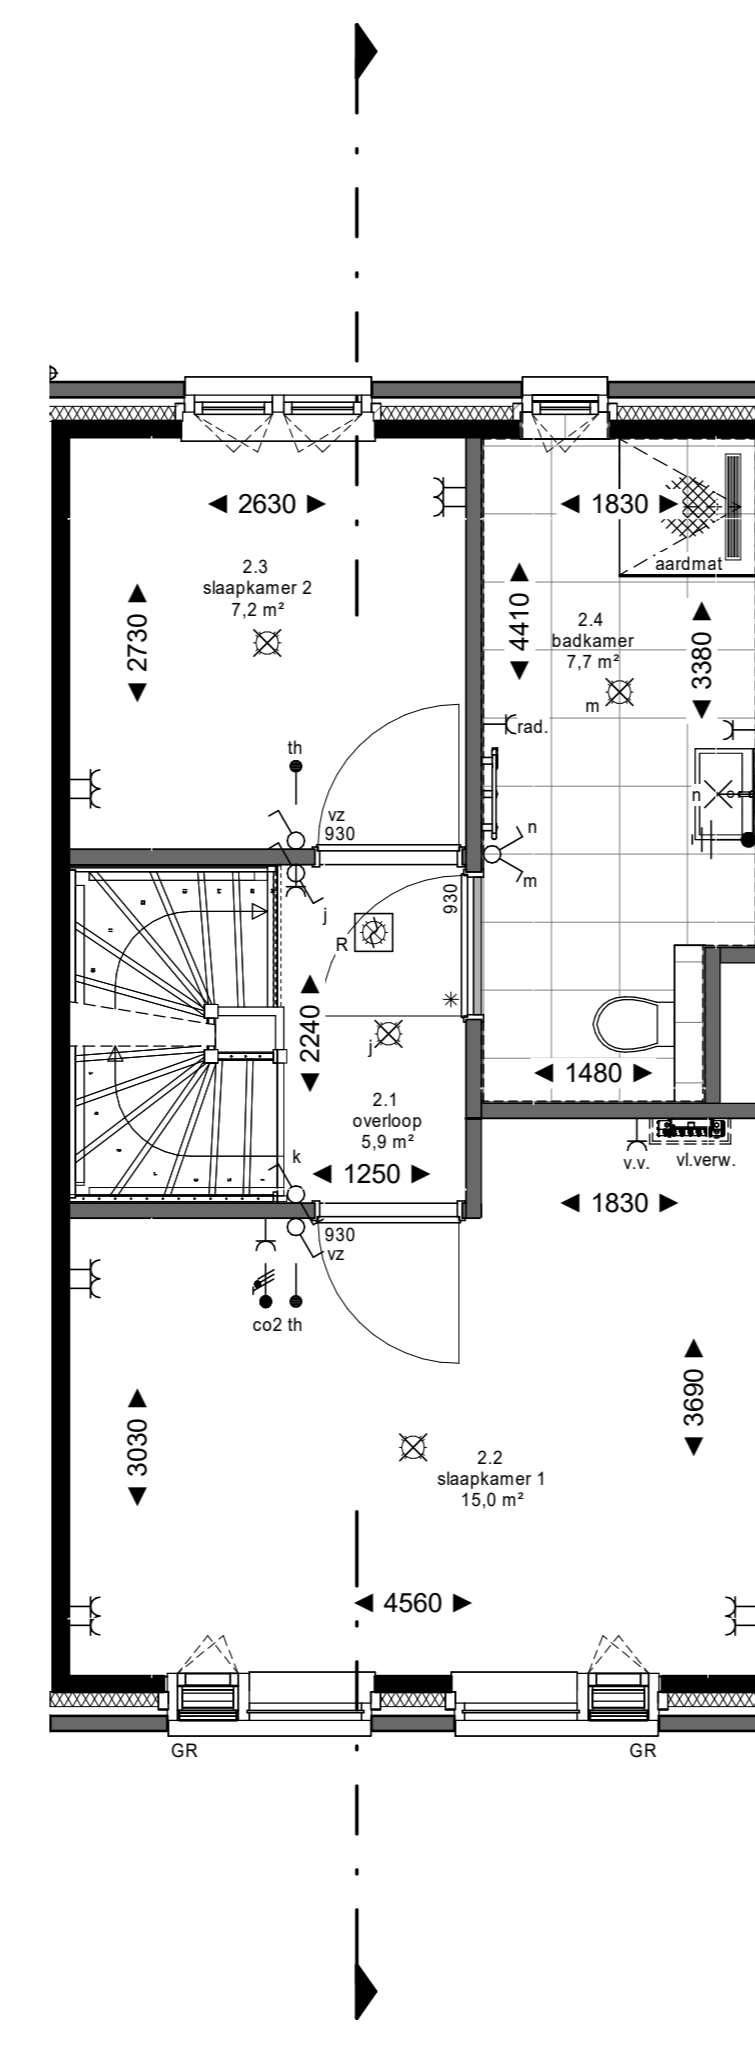 2630
1830
aardmat
2.3
slaapkamer 2
7,2 m²
2730
4410
2.4
badkamer
7,7 m²
3380
m
rad.
th
vz
930
n
n
m
j
930
R
2240
j
2.1
overloop
5,9 m²
1480
k
1250
v.v.
vl.verw.
1830
930
vz
co2 th
3690
3030
2.2
slaapkamer 1
15,0 m²
4560
GR
GR